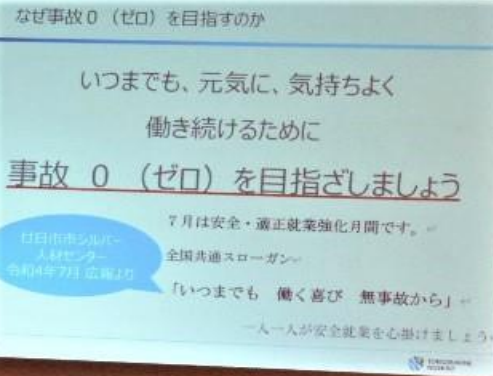 なぜ事故０（ゼロ）を目指すのか
いつまでも、元気に、気持ちよく
働き続けるために
事故　０　（ゼロ）を目指ざしましょう
７月は安全・適正就業強化月間です。
廿日市市シルバー
人材センター
令和4年7月 広報より
全国共通スローガン
「いつまでも　働く喜び　無事故から」
一人一人が安全就業を心掛けましょう